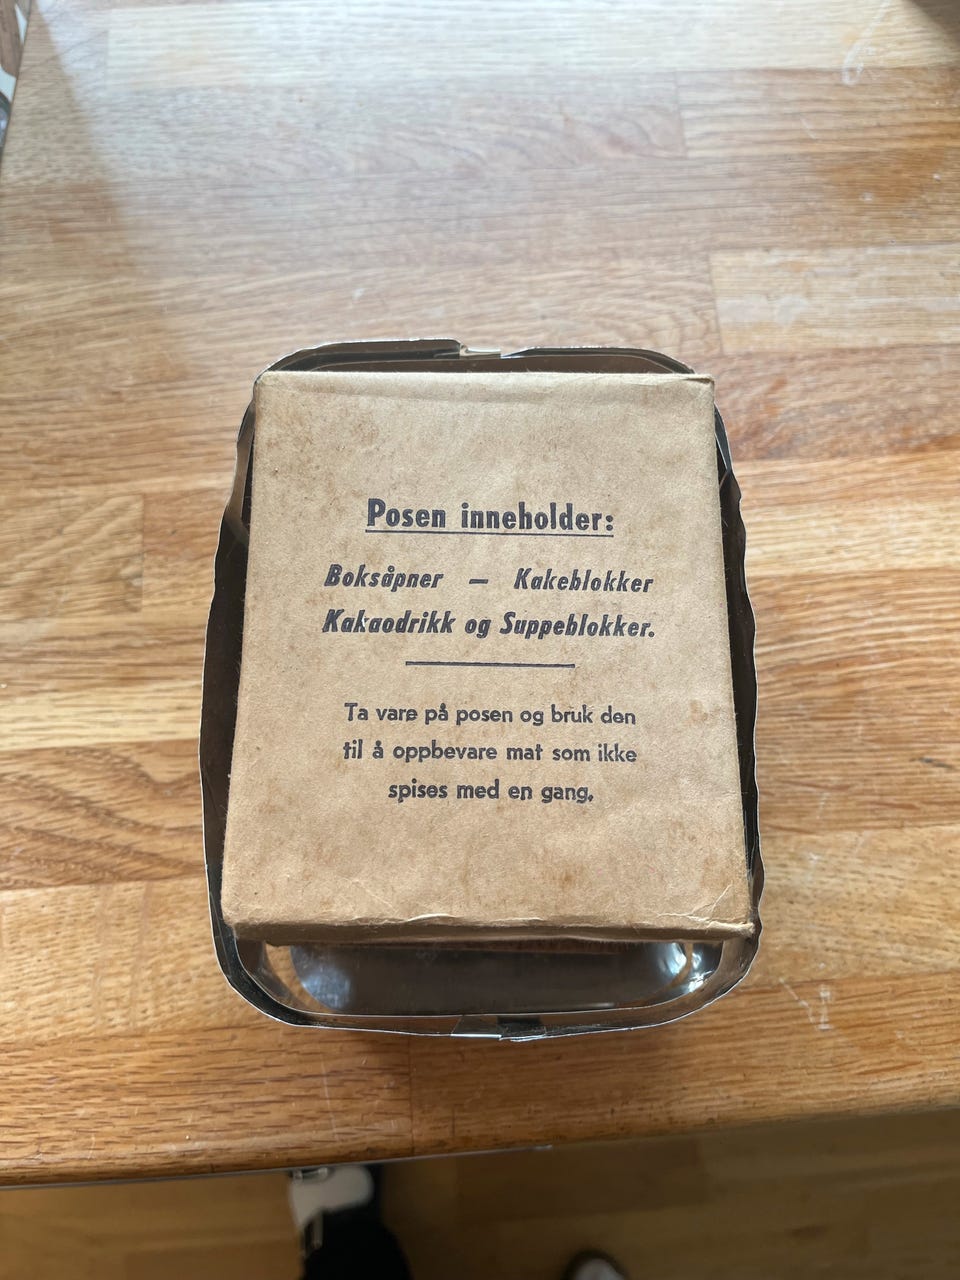 Posen inneholder:
Boksåpner – Kakeblokker
Kakaodrikk og Suppeblokker.
Ta vare på posen og bruk den
til å oppbevare mat som ikke
spises med en gang.